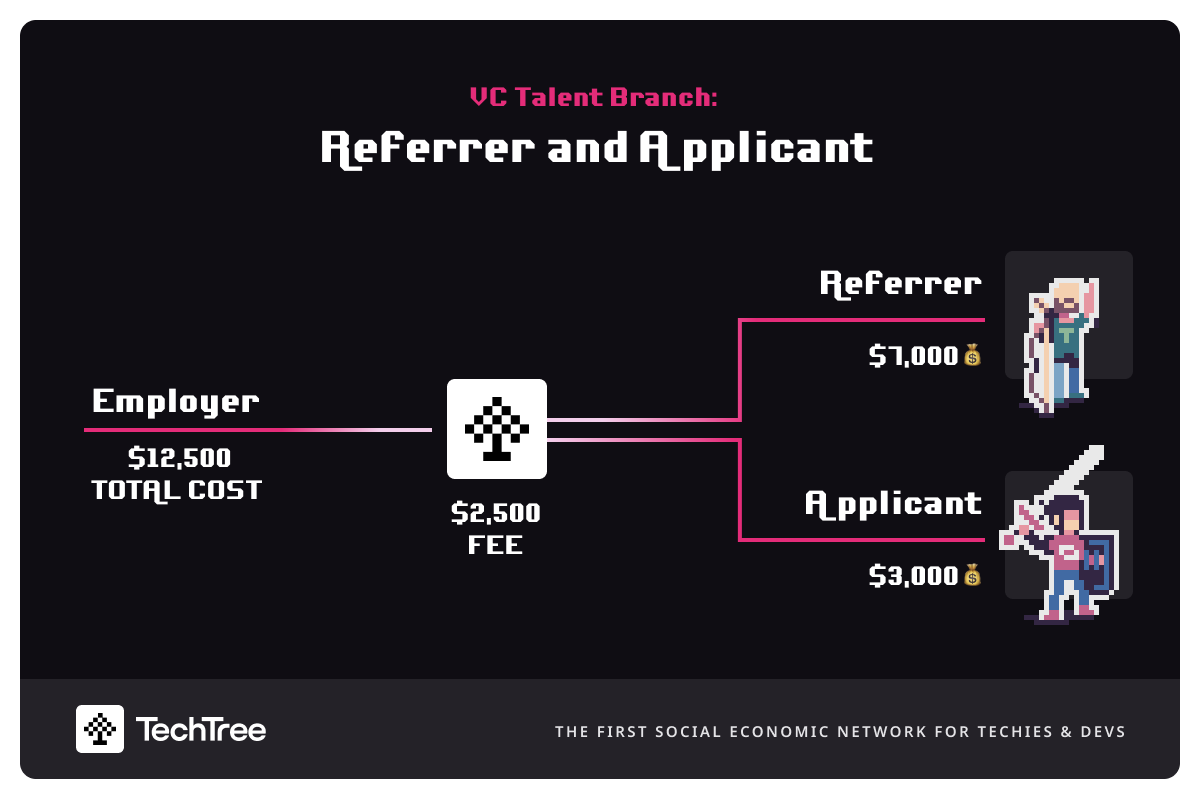 VC Talent Branch:
Referrer and Applicant
Employer
$12,500
TOTAL COST
$2,500
FEE
Referrer
$7,000
Applicant
$3,000
TechTree
THE FIRST SOCIAL ECONOMIC NETWORK FOR TECHIES & DEVS